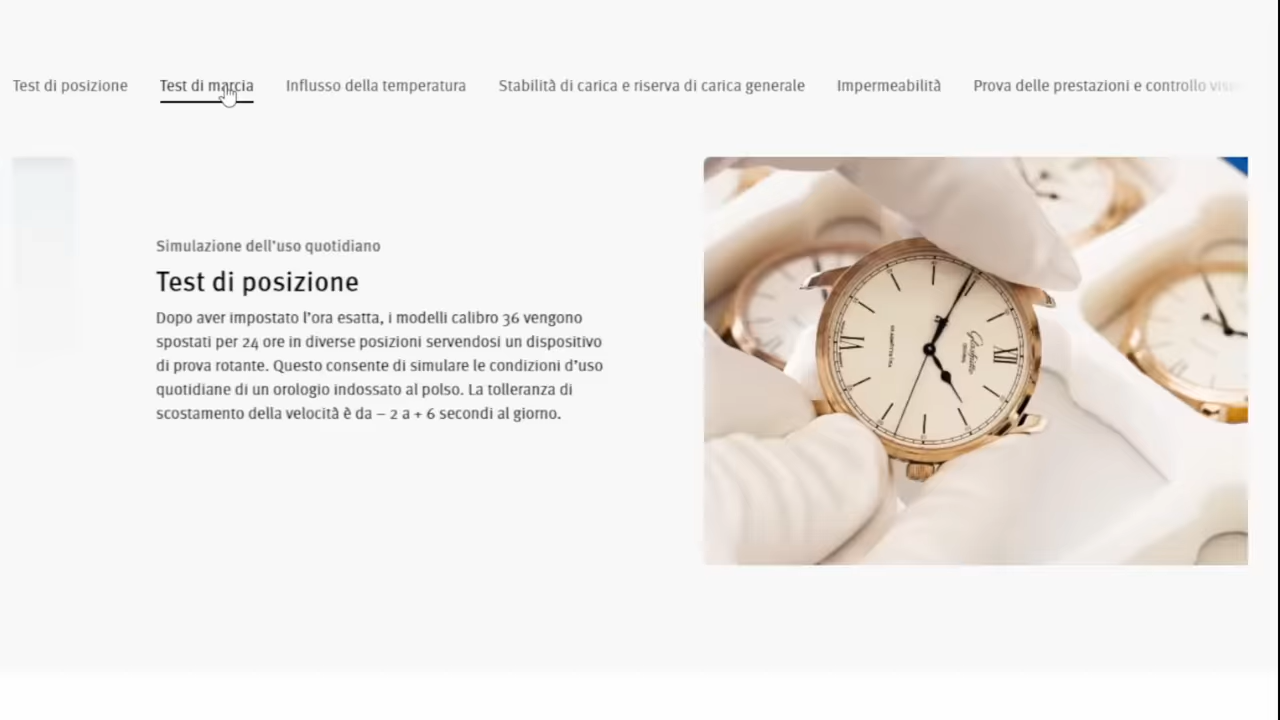 Test di posizione
Test di marcia
Influsso della temperatura
Stabilità di carica e riserva di carica generale
Impermeabilità
Prova delle prestazioni e controllo
Simulazione dell'uso quotidiano
Test di posizione
Dopo aver impostato l'ora esatta, i modelli calibro 36 vengono
spostati per 24 ore in diverse posizioni servendosi un dispositivo
di prova rotante. Questo consente di simulare le condizioni d'uso
quotidiane di un orologio indossato al polso. La tolleranza di
scostamento della velocità è da – 2 a + 6 secondi al giorno.
XII
VI